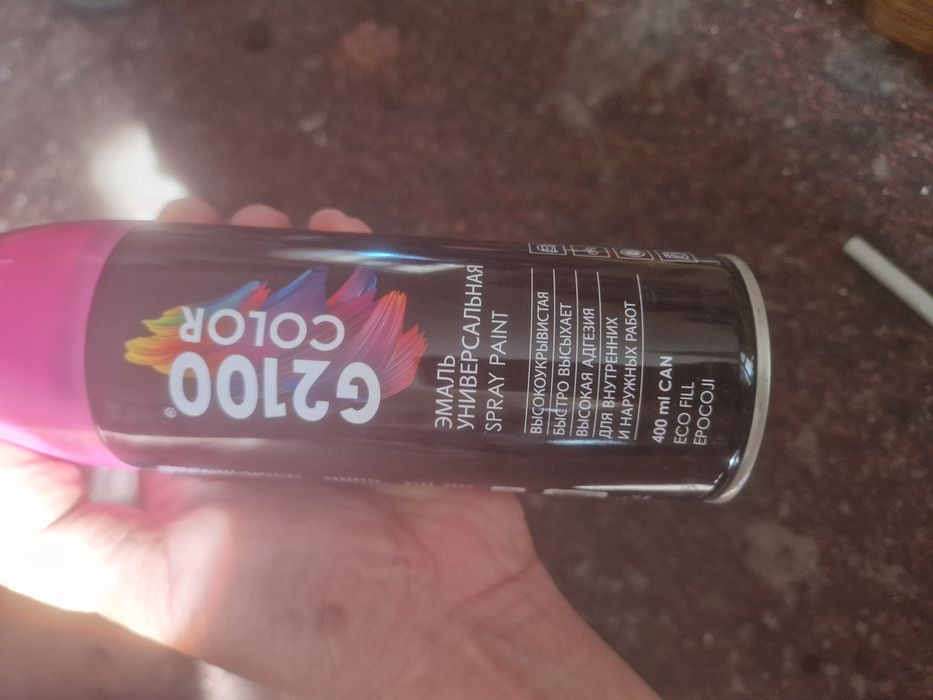 G2100®
COLOR
ЭМАЛЬ
УНИВЕРСАЛЬНАЯ
SPRAY PAINT
ВЫСОКОУКРЫВИСТАЯ
БЫСТРО ВЫСЫХАЕТ
ВЫСОКАЯ АДГЕЗИЯ
ДЛЯ ВНУТРЕННИХ
И НАРУЖНЫХ РАБОТ
400 ml CAN
ECO FILL
EPOCOJI